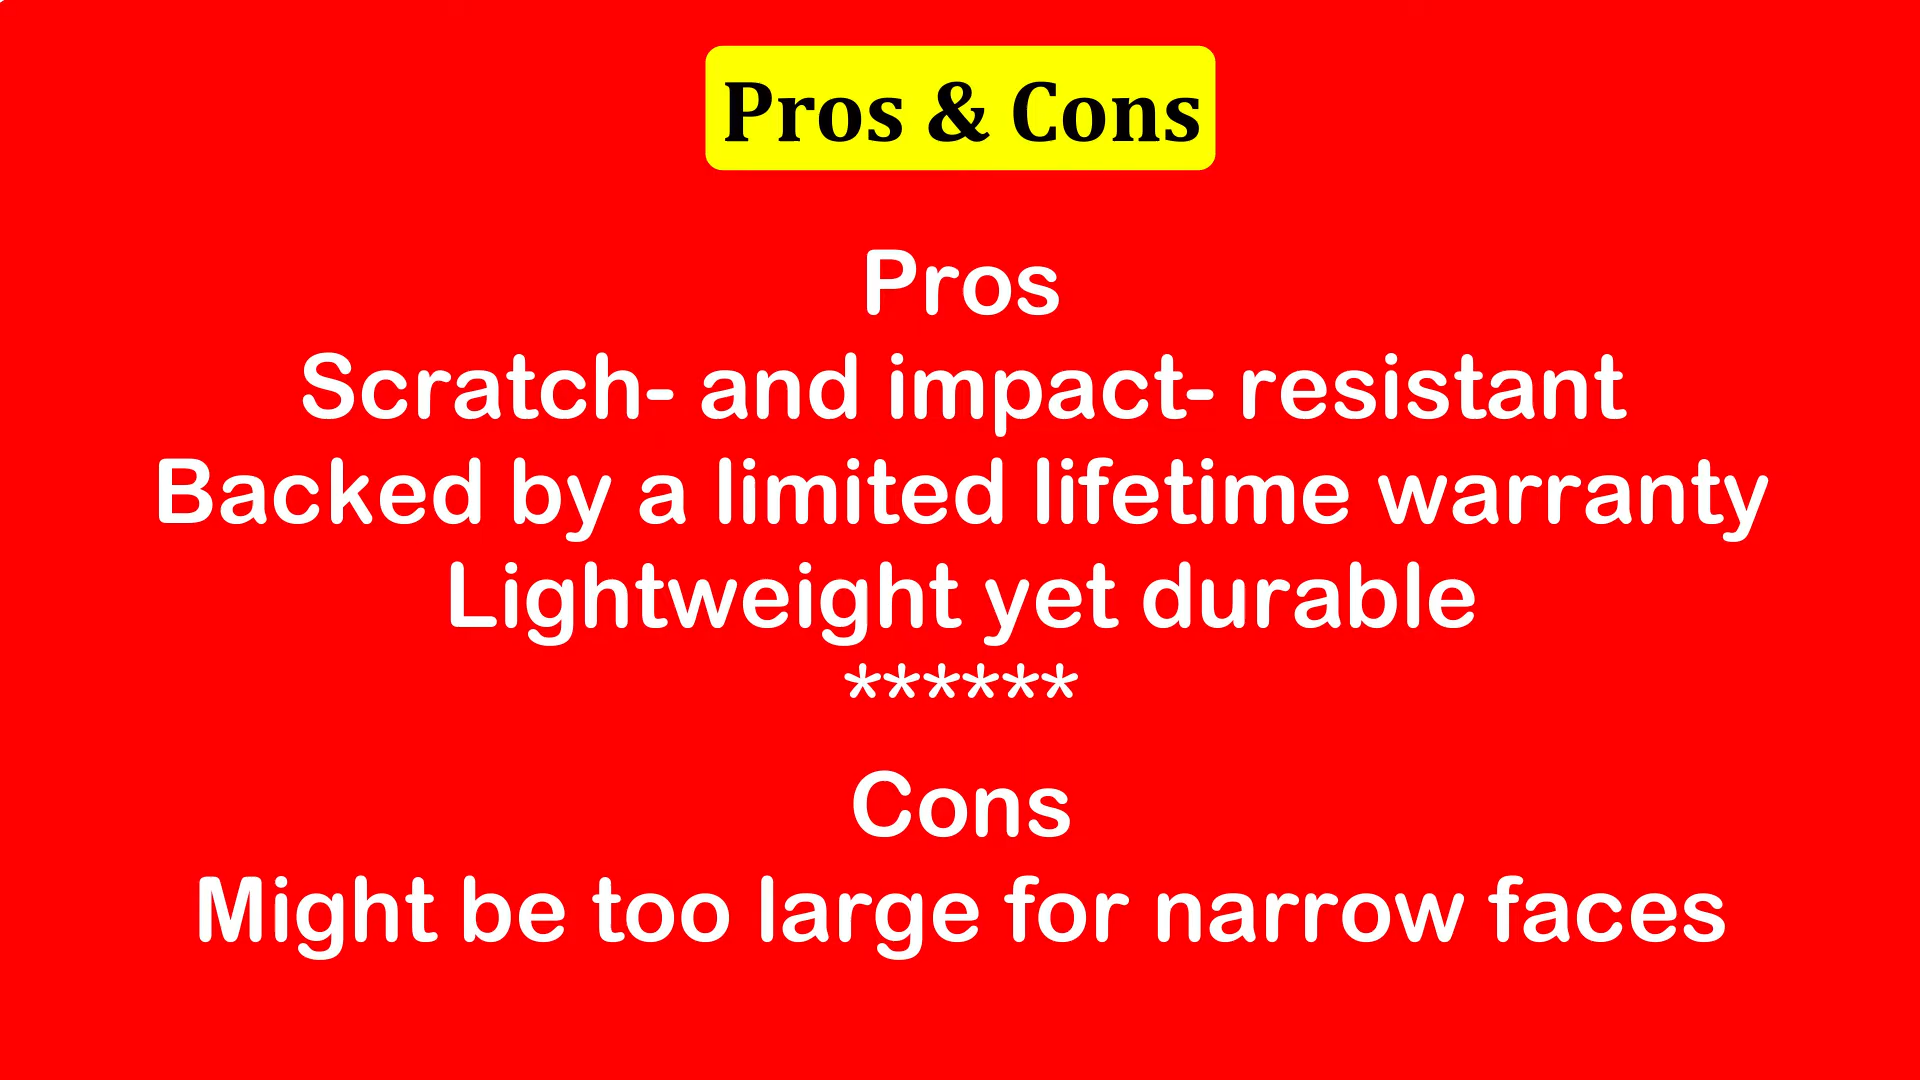 Pros & Cons
Pros
Scratch- and impact- resistant
Backed by a limited lifetime warranty
Lightweight yet durable
******
Cons
Might be too large for narrow faces